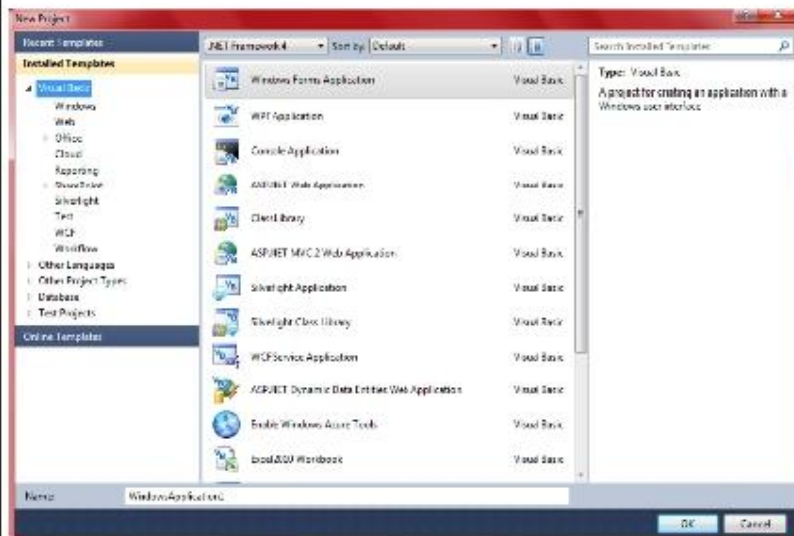 New Project
Recent Templates
Installed Templates
Visual Basic
Windows
Web
Office
Cloud
Reporting
SharePoint
Silverlight
Test
WCF
Workflow
Other Languages
Other Project Types
Database
Test Projects
Online Templates
.NET Framework 4 Sort by: Default
Windows Forms Application Visual Basic
WPF Application Visual Basic
Console Application Visual Basic
ASP.NET Web Application Visual Basic
Class Library Visual Basic
ASP.NET MVC 2 Web Application Visual Basic
Silverlight Application Visual Basic
Silverlight Class Library Visual Basic
WCF Service Application Visual Basic
ASP.NET Dynamic Data Entities Web Application Visual Basic
Enable Windows Azure Tools Visual Basic
Excel 2010 Workbook Visual Basic
Search Installed Templates
Type: Visual Basic
A project for creating an application with a
Windows user interface
Name: WindowsApplication1
OK Cancel